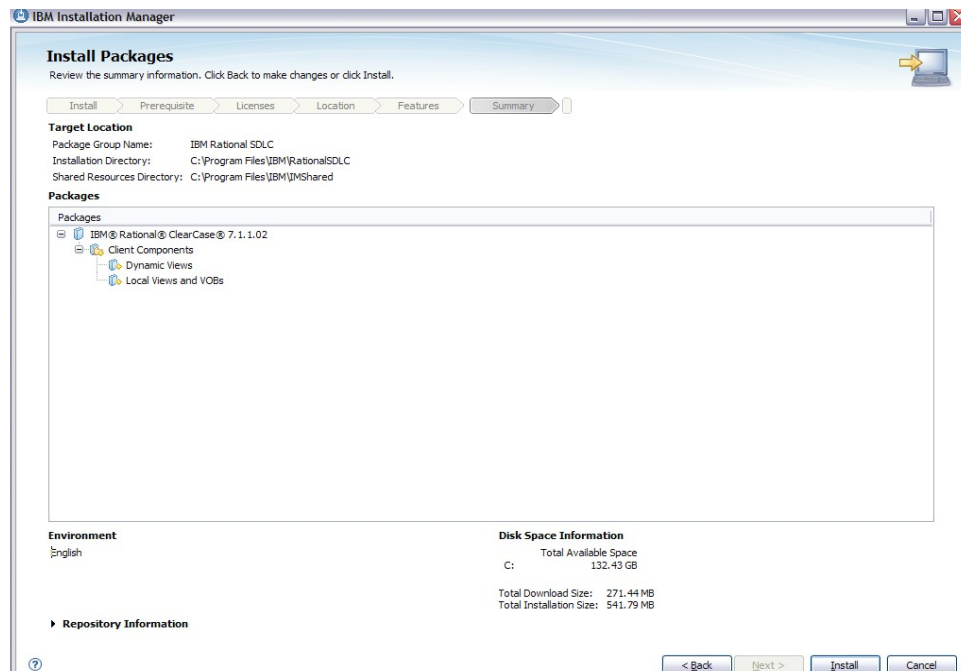 IBM Installation Manager
Install Packages
Review the summary information. Click Back to make changes or click Install.
Install Prerequisite Licenses Location Features Summary
Target Location
Package Group Name: IBM Rational SDLC
Installation Directory: C:\Program Files\IBM\RationalSDLC
Shared Resources Directory: C:\Program Files\IBM\IMShared
Packages
Packages
IBM® Rational® ClearCase® 7.1.1.02
Client Components
Dynamic Views
Local Views and VOBs
Environment
English
Disk Space Information
Total Available Space
C: 132.43 GB
Total Download Size: 271.44 MB
Total Installation Size: 541.79 MB
Repository Information
? < Back Next > Install Cancel